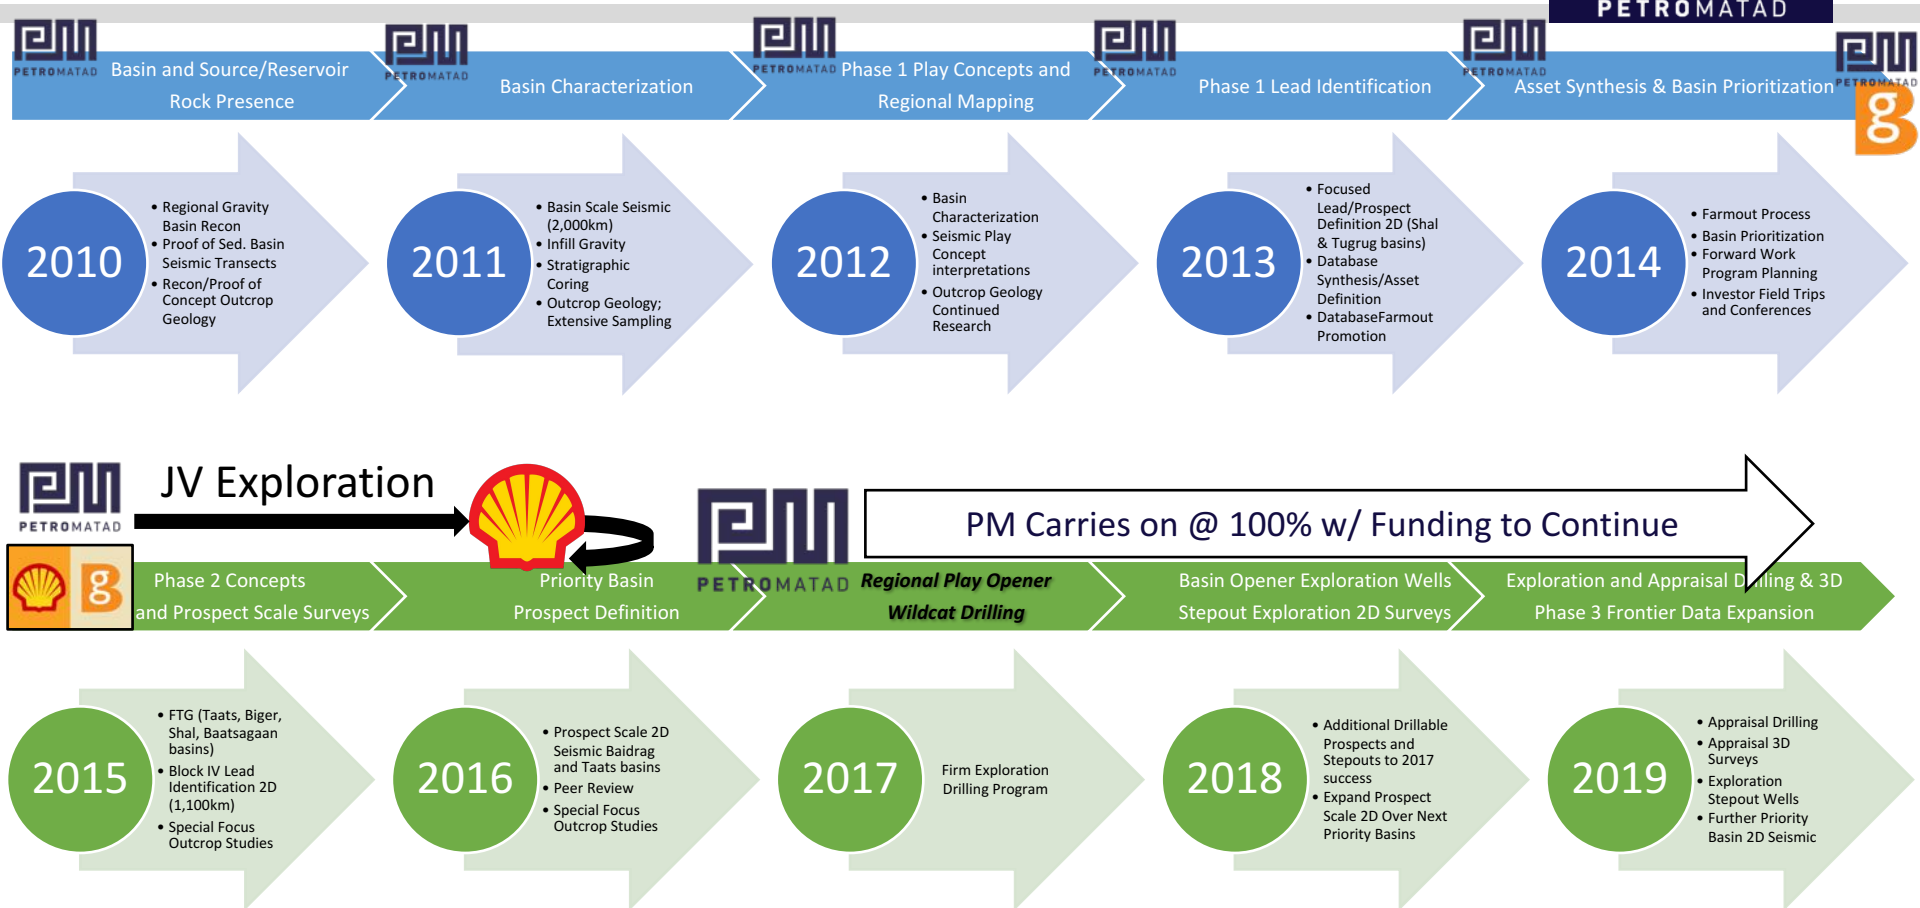 PETROMATAD
PETROMATAD
PETROMATAD
PETROMATAD
PETROMATAD
PETROMATAD
PETROMATAD
Basin and Source/Reservoir
Rock Presence
Basin Characterization
Phase 1 Play Concepts and
Regional Mapping
Phase 1 Lead Identification
Asset Synthesis & Basin Prioritization
g
2010
• Regional Gravity
Basin Recon
• Proof of Sed. Basin
Seismic Transects
• Recon/Proof of
Concept Outcrop
Geology
2011
• Basin Scale Seismic
(2,000km)
• Infill Gravity
• Stratigraphic
Coring
• Outcrop Geology;
Extensive Sampling
2012
• Basin
Characterization
• Seismic Play
Concept
interpretations
• Outcrop Geology
Continued
Research
2013
• Focused
Lead/Prospect
Definition 2D (Shal
& Tugrug basins)
• Database
Synthesis/Asset
Definition
• DatabaseFarmout
Promotion
2014
• Farmout Process
• Basin Prioritization
• Forward Work
Program Planning
• Investor Field Trips
and Conferences
PETROMATAD
JV Exploration
PETROMATAD
PM Carries on @ 100% w/ Funding to Continue
g
Phase 2 Concepts
and Prospect Scale Surveys
Priority Basin
Prospect Definition
Regional Play Opener
Wildcat Drilling
Basin Opener Exploration Wells
Stepout Exploration 2D Surveys
Exploration and Appraisal Drilling & 3D
Phase 3 Frontier Data Expansion
2015
• FTG (Taats, Biger,
Shal, Baatsagaan
basins)
• Block IV Lead
Identification 2D
(1,100km)
• Special Focus
Outcrop Studies
2016
• Prospect Scale 2D
Seismic Baidrag
and Taats basins
• Peer Review
• Special Focus
Outcrop Studies
2017
Firm Exploration
Drilling Program
2018
• Additional Drillable
Prospects and
Stepouts to 2017
success
• Expand Prospect
Scale 2D Over Next
Priority Basins
2019
• Appraisal Drilling
• Appraisal 3D
Surveys
• Exploration
Stepout Wells
• Further Priority
Basin 2D Seismic